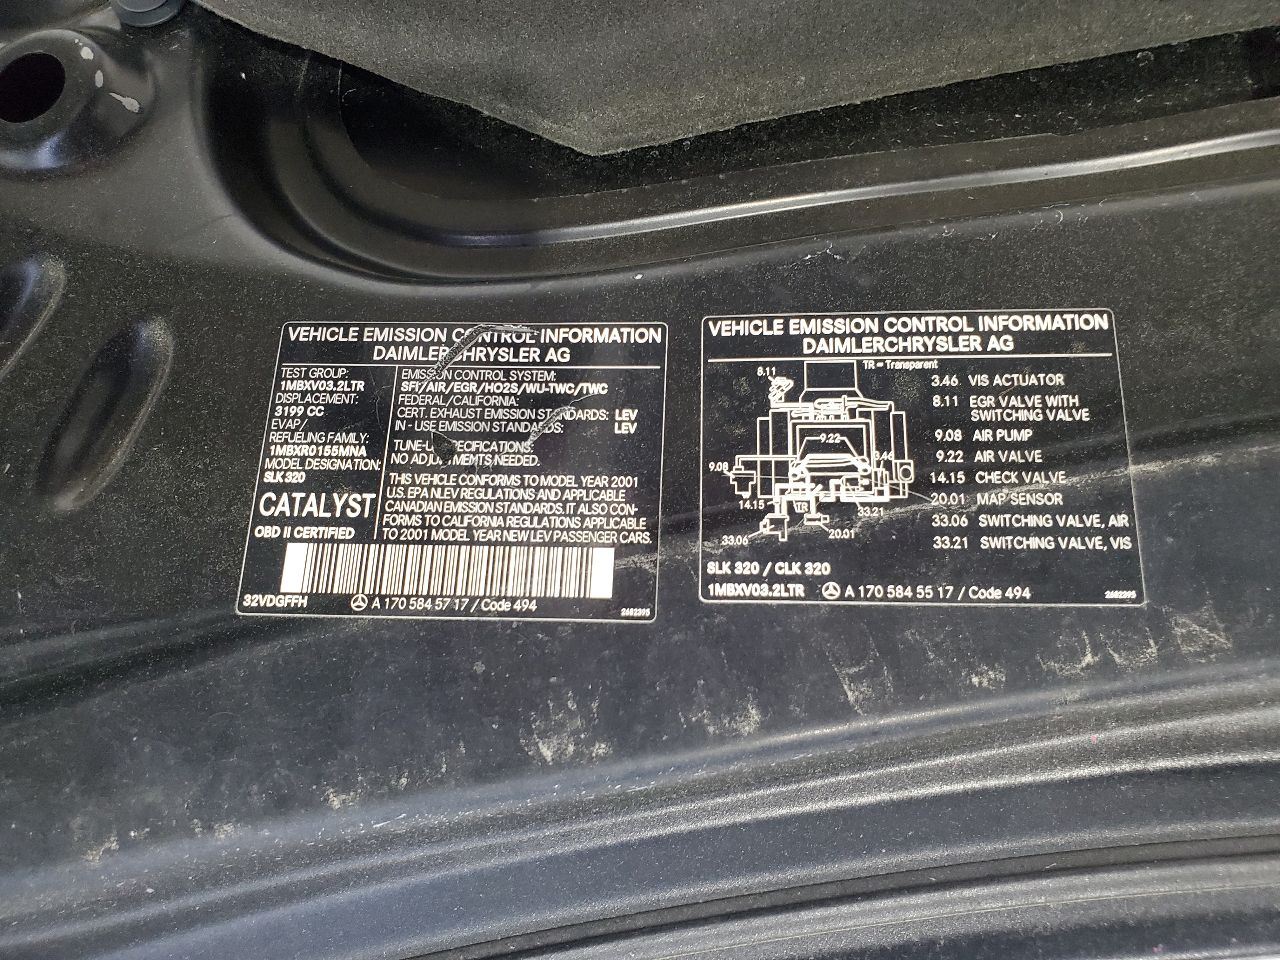 VEHICLE EMISSION CONTROL INFORMATION
DAIMLERCHRYSLER AG
TEST GROUP:
1MBXV03.2LTR
DISPLACEMENT:
3199 CC
EVAP/
REFUELING FAMILY:
1MBXR0155MNA
MODEL DESIGNATION:
SLK 320
CATALYST
OBD II CERTIFIED
EMISSION CONTROL SYSTEM:
SFI/AIR/EGR/HO2S/WU-TWC/TWC
FEDERAL/CALIFORNIA:
CERT. EXHAUST EMISSION STANDARDS: LEV
IN - USE EMISSION STANDARDS: LEV
TUNE-UP SPECIFICATIONS:
NO ADJUSTMENTS NEEDED.
THIS VEHICLE CONFORMS TO MODEL YEAR 2001
U.S. EPA NLEV REGULATIONS AND APPLICABLE
CANADIAN EMISSION STANDARDS. IT ALSO CON-
FORMS TO CALIFORNIA REGULATIONS APPLICABLE
TO 2001 MODEL YEAR NEW LEV PASSENGER CARS.
32VDGFFH A 170 584 57 17 / Code 494 2682395
VEHICLE EMISSION CONTROL INFORMATION
DAIMLERCHRYSLER AG
TR = Transparent
8.11
9.22
3.46
9.08
14.15
TR
33.21
33.06
20.01
3.46 VIS ACTUATOR
8.11 EGR VALVE WITH
SWITCHING VALVE
9.08 AIR PUMP
9.22 AIR VALVE
14.15 CHECK VALVE
20.01 MAP SENSOR
33.06 SWITCHING VALVE, AIR
33.21 SWITCHING VALVE, VIS
SLK 320 / CLK 320
1MBXV03.2LTR A 170 584 55 17 / Code 494 2682395